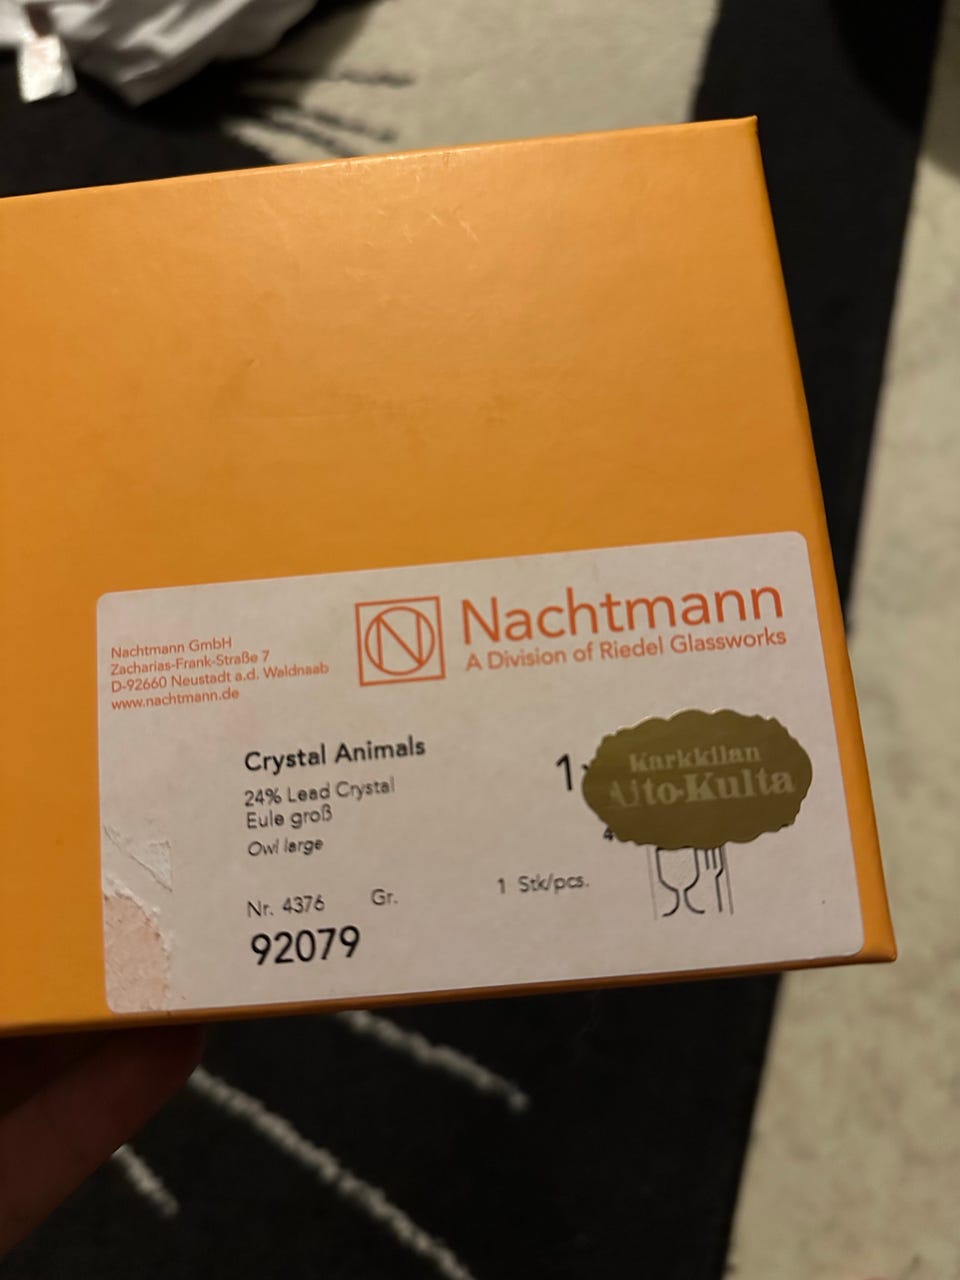 Nachtmann GmbH
Zacharias-Frank-Straße 7
D-92660 Neustadt a.d. Waldnaab
www.nachtmann.de
N
Nachtmann
A Division of Riedel Glassworks
Crystal Animals
24% Lead Crystal
Eule groß
Owl large
1
Karkkilan
Aito-Kulta
4
Nr. 4376 Gr. 1 Stk/pcs.
92079